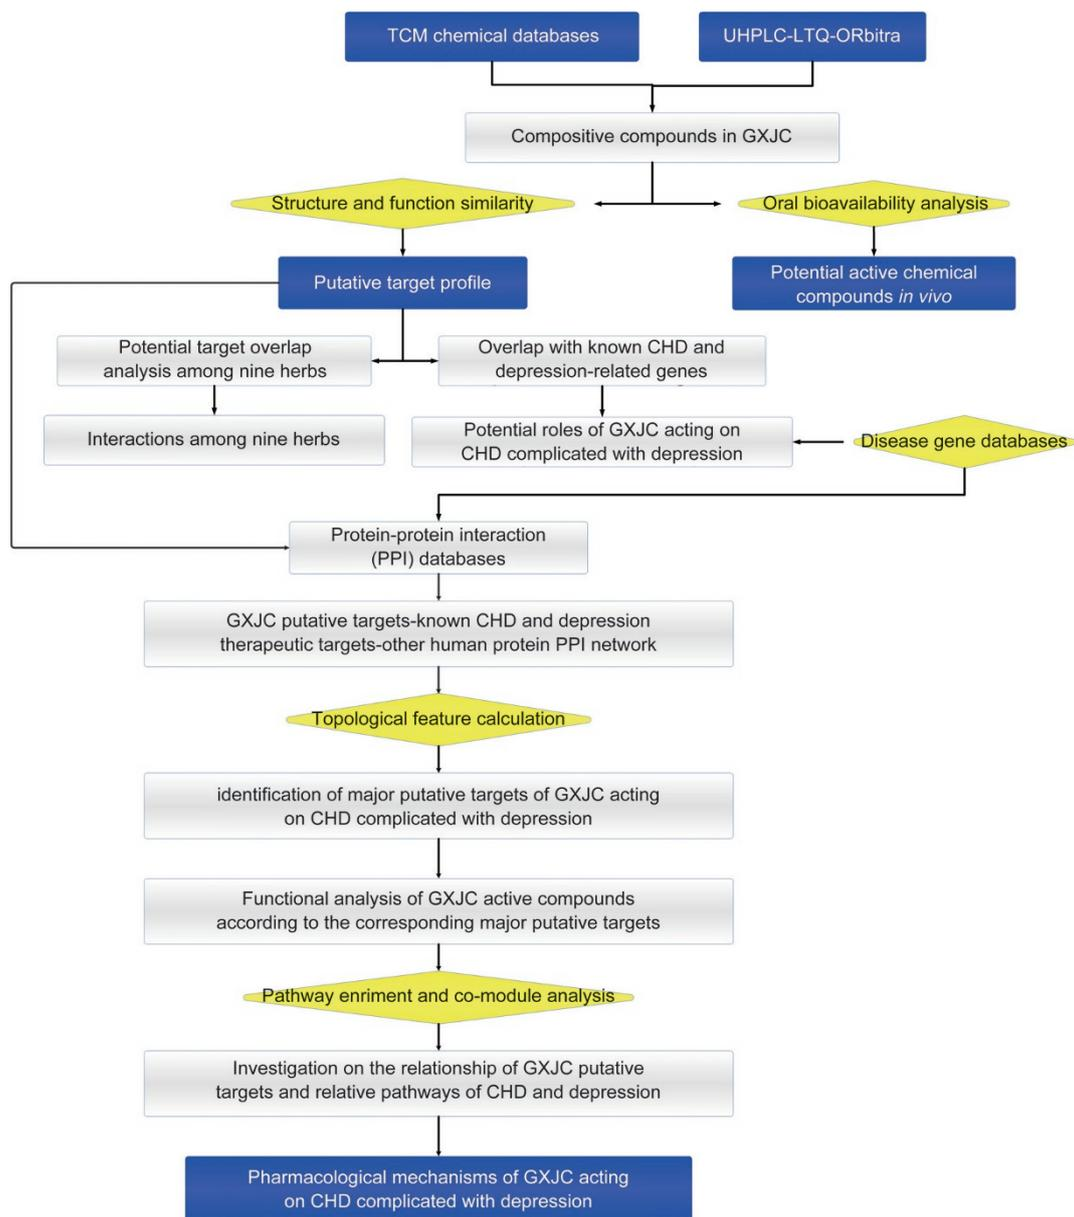 TCM chemical databases
UHPLC-LTQ-ORbitra
Compositive compounds in GXJC
Structure and function similarity
Oral bioavailability analysis
Putative target profile
Potential active chemical
compounds in vivo
Potential target overlap
analysis among nine herbs
Overlap with known CHD and
depression-related genes
Interactions among nine herbs
Potential roles of GXJC acting on
CHD complicated with depression
Disease gene databases
Protein-protein interaction
(PPI) databases
GXJC putative targets-known CHD and depression
therapeutic targets-other human protein PPI network
Topological feature calculation
identification of major putative targets of GXJC acting
on CHD complicated with depression
Functional analysis of GXJC active compounds
according to the corresponding major putative targets
Pathway enriment and co-module analysis
Investigation on the relationship of GXJC putative
targets and relative pathways of CHD and depression
Pharmacological mechanisms of GXJC acting
on CHD complicated with depression